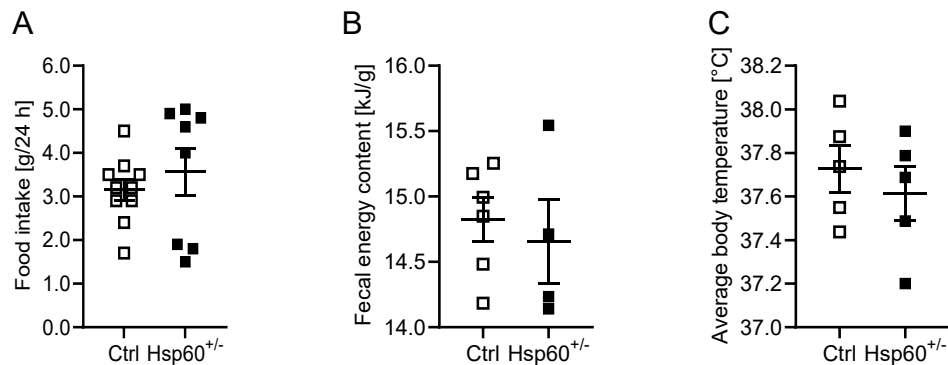 A
Food intake [g/24 h]
6.0
5.0
4.0
3.0
2.0
1.0
0.0
Ctrl Hsp60+/-
B
Fecal energy content [kJ/g]
16.0
15.5
15.0
14.5
14.0
Ctrl Hsp60+/-
C
Average body temperature [°C]
38.2
38.0
37.8
37.6
37.4
37.2
37.0
Ctrl Hsp60+/-